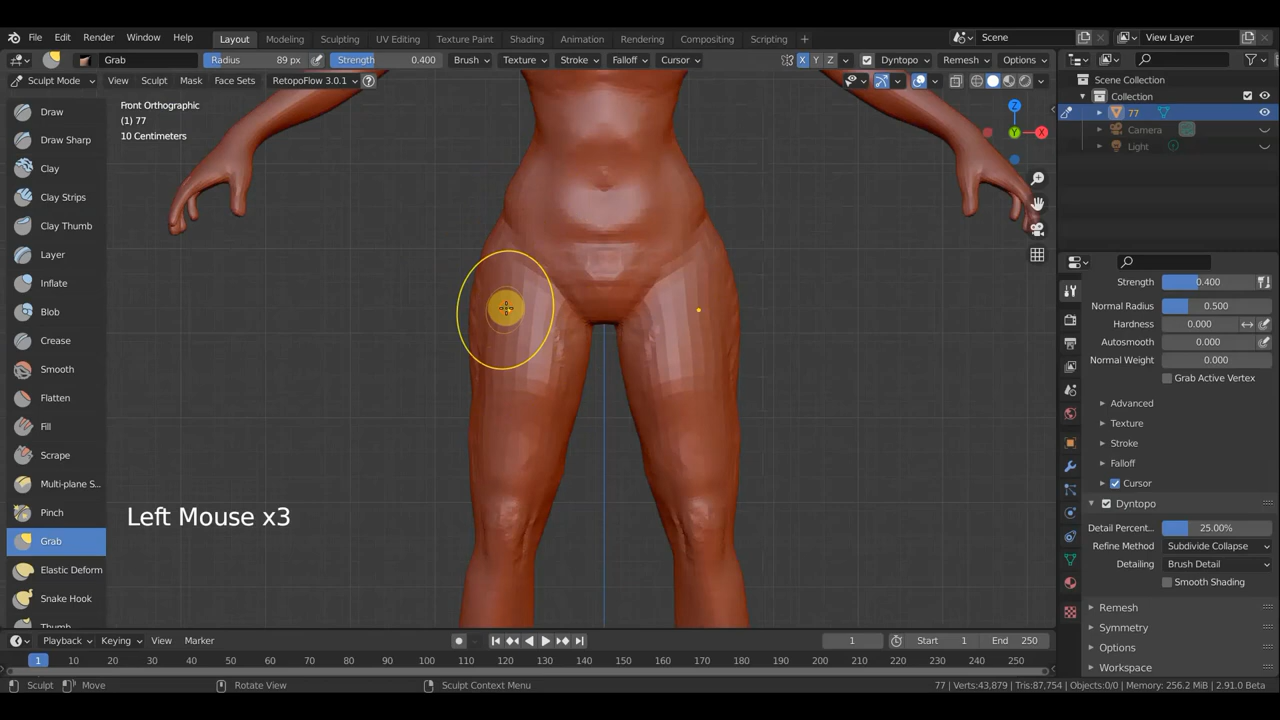 File Edit Render Window Help Layout Modeling Sculpting UV Editing Texture Paint Shading Animation Rendering Compositing Scripting + Scene View Layer
Grab Radius 89 px Strength 0.400 Brush Texture Stroke Falloff Cursor X Y Z Dyntopo Remesh Options
Sculpt Mode View Sculpt Mask Face Sets RetopoFlow 3.0.1 ?
Scene Collection
Collection
77
Camera
Light
Front Orthographic
(1) 77
10 Centimeters
Z
Y
X
Draw
Draw Sharp
Clay
Clay Strips
Clay Thumb
Layer
Inflate
Blob
Crease
Smooth
Flatten
Fill
Scrape
Multi-plane S...
Pinch
Grab
Elastic Deform
Snake Hook
Thumb
Left Mouse x3
Strength 0.400
Normal Radius 0.500
Hardness 0.000
Autosmooth 0.000
Normal Weight 0.000
Grab Active Vertex
Advanced
Texture
Stroke
Falloff
Cursor
Dyntopo
Detail Percent... 25.00%
Refine Method Subdivide Collapse
Detailing Brush Detail
Smooth Shading
Remesh
Symmetry
Options
Workspace
Playback Keying View Marker 1 Start 1 End 250
1 10 20 30 40 50 60 70 80 90 100 110 120 130 140 150 160 170 180 190 200 210 220 230 240 250
Sculpt Move Rotate View Sculpt Context Menu 77 | Verts:43,879 | Tris:87,754 | Objects:0/0 | Memory: 256.2 MiB | 2.91.0 Beta